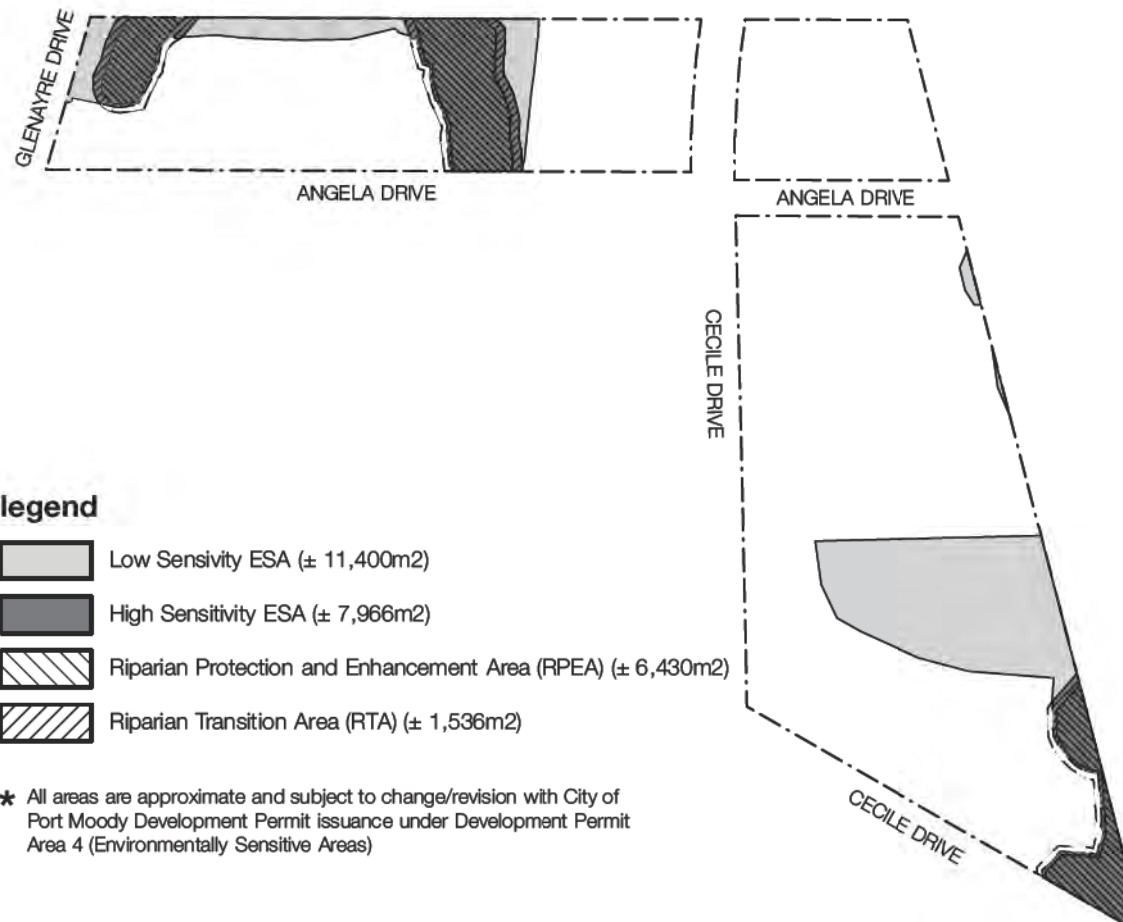 GLENAYRE DRIVE
ANGELA DRIVE
ANGELA DRIVE
CECILE DRIVE
legend
Low Sensivity ESA (± 11,400m2)
High Sensitivity ESA (± 7,966m2)
Riparian Protection and Enhancement Area (RPEA) (± 6,430m2)
Riparian Transition Area (RTA) (± 1,536m2)
* All areas are approximate and subject to change/revision with City of
Port Moody Development Permit issuance under Development Permit
Area 4 (Environmentally Sensitive Areas)
CECILE DRIVE